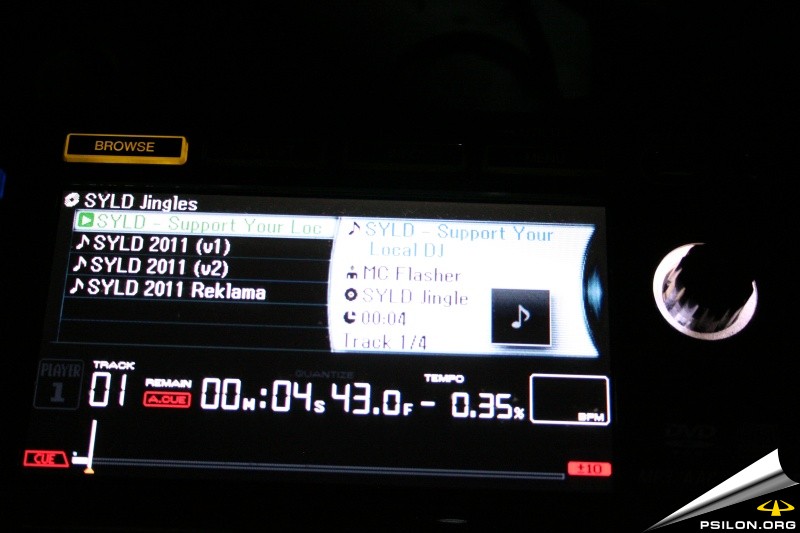 BROWSE
SYLD Jingles
SYLD - Support Your Loc
SYLD 2011 (v1)
SYLD 2011 (v2)
SYLD 2011 Reklama
SYLD - Support Your
Local DJ
MC Flasher
SYLD Jingle
00:04
Track 1/4
PLAYER
1
TRACK
01
REMAIN
A.CUE
QUANTIZE
00M:04S 43.0F
TEMPO
- 0.35%
BPM
CUE
±10
PSILON.ORG